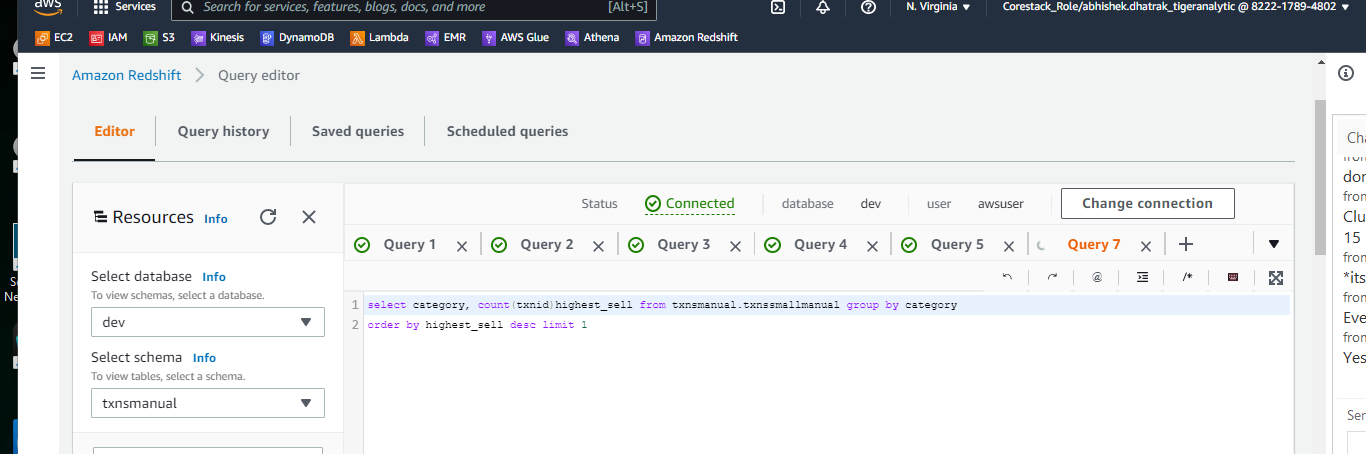 aws
Services
Search for services, features, blogs, docs, and more
[Alt+S]
N. Virginia
Corestack_Role/abhishek.dhatrak_tigeranalytic @ 8222-1789-4802
EC2 IAM S3 Kinesis DynamoDB Lambda EMR AWS Glue Athena Amazon Redshift
Amazon Redshift > Query editor
Editor Query history Saved queries Scheduled queries
Resources Info
Status Connected database dev user awsuser Change connection
Query 1 Query 2 Query 3 Query 4 Query 5 Query 7
Select database Info
To view schemas, select a database.
dev
Select schema Info
To view tables, select a schema.
txnsmanual
1 select category, count(txnid)highest_sell from txnsmanual.txnssmallmanual group by category
2 order by highest_sell desc limit 1
Clu
15
from
*its
from
Eve
from
Yes